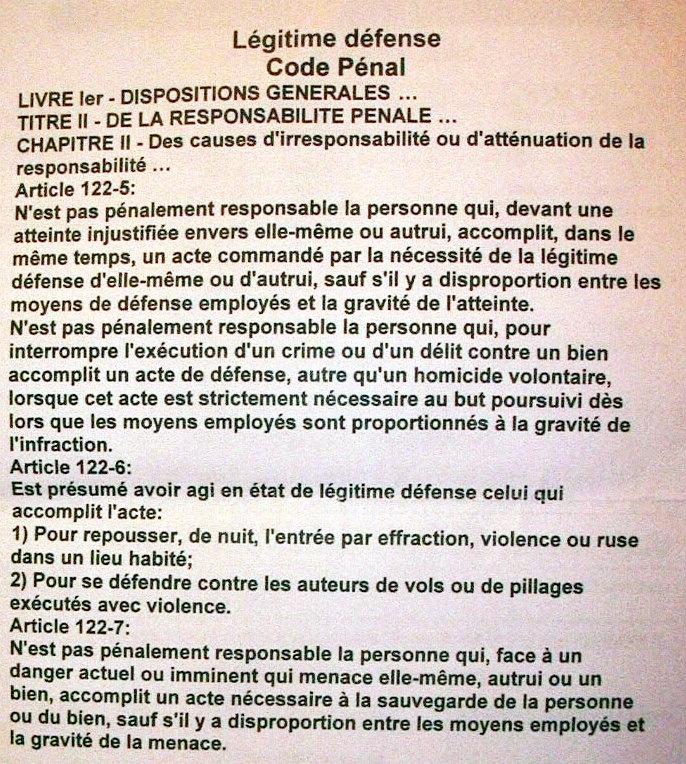 Légitime défense
Code Pénal
LIVRE Ier - DISPOSITIONS GENERALES ...
TITRE II - DE LA RESPONSABILITE PENALE ...
CHAPITRE II - Des causes d'irresponsabilité ou d'atténuation de la
responsabilité ...
Article 122-5:
N'est pas pénalement responsable la personne qui, devant une
atteinte injustifiée envers elle-même ou autrui, accomplit, dans le
même temps, un acte commandé par la nécessité de la légitime
défense d'elle-même ou d'autrui, sauf s'il y a disproportion entre les
moyens de défense employés et la gravité de l'atteinte.
N'est pas pénalement responsable la personne qui, pour
interrompre l'exécution d'un crime ou d'un délit contre un bien
accomplit un acte de défense, autre qu'un homicide volontaire,
lorsque cet acte est strictement nécessaire au but poursuivi dès
lors que les moyens employés sont proportionnés à la gravité de
l'infraction.
Article 122-6:
Est présumé avoir agi en état de légitime défense celui qui
accomplit l'acte:
1) Pour repousser, de nuit, l'entrée par effraction, violence ou ruse
dans un lieu habité;
2) Pour se défendre contre les auteurs de vols ou de pillages
exécutés avec violence.
Article 122-7:
N'est pas pénalement responsable la personne qui, face à un
danger actuel ou imminent qui menace elle-même, autrui ou un
bien, accomplit un acte nécessaire à la sauvegarde de la personne
ou du bien, sauf s'il y a disproportion entre les moyens employés et
la gravité de la menace.